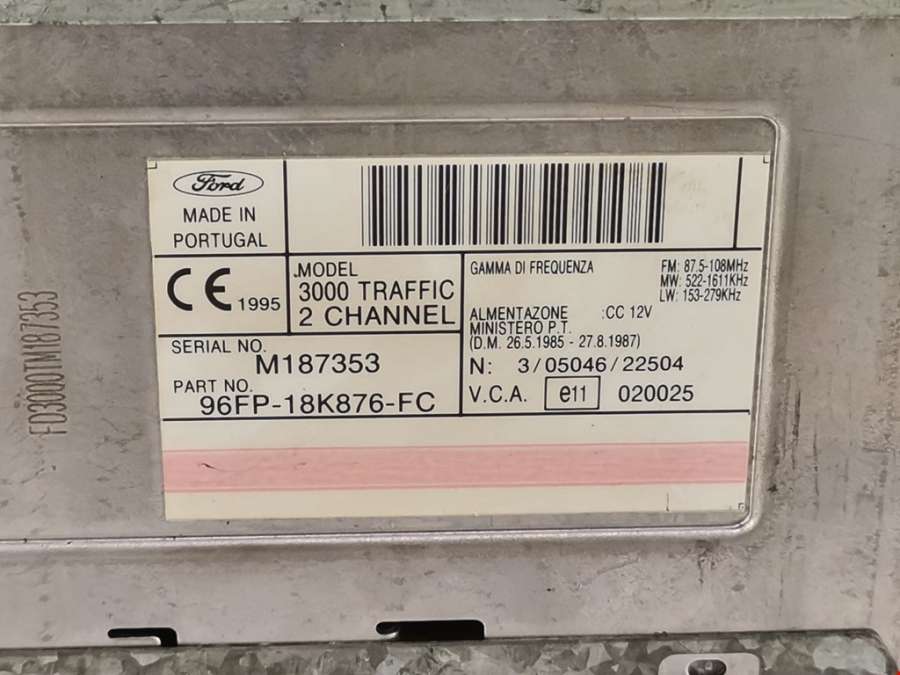 Ford
MADE IN
PORTUGAL
CE 1995
MODEL
3000 TRAFFIC
2 CHANNEL
SERIAL NO.
M187353
PART NO.
96FP-18K876-FC
GAMMA DI FREQUENZA
FM: 87.5-108MHz
MW: 522-1611KHz
LW: 153-279KHz
ALMENTAZONE :CC 12V
MINISTERO P.T.
(D.M. 26.5.1985 - 27.8.1987)
N: 3/05046/22504
V.C.A. e11 020025
FD3000TM187353